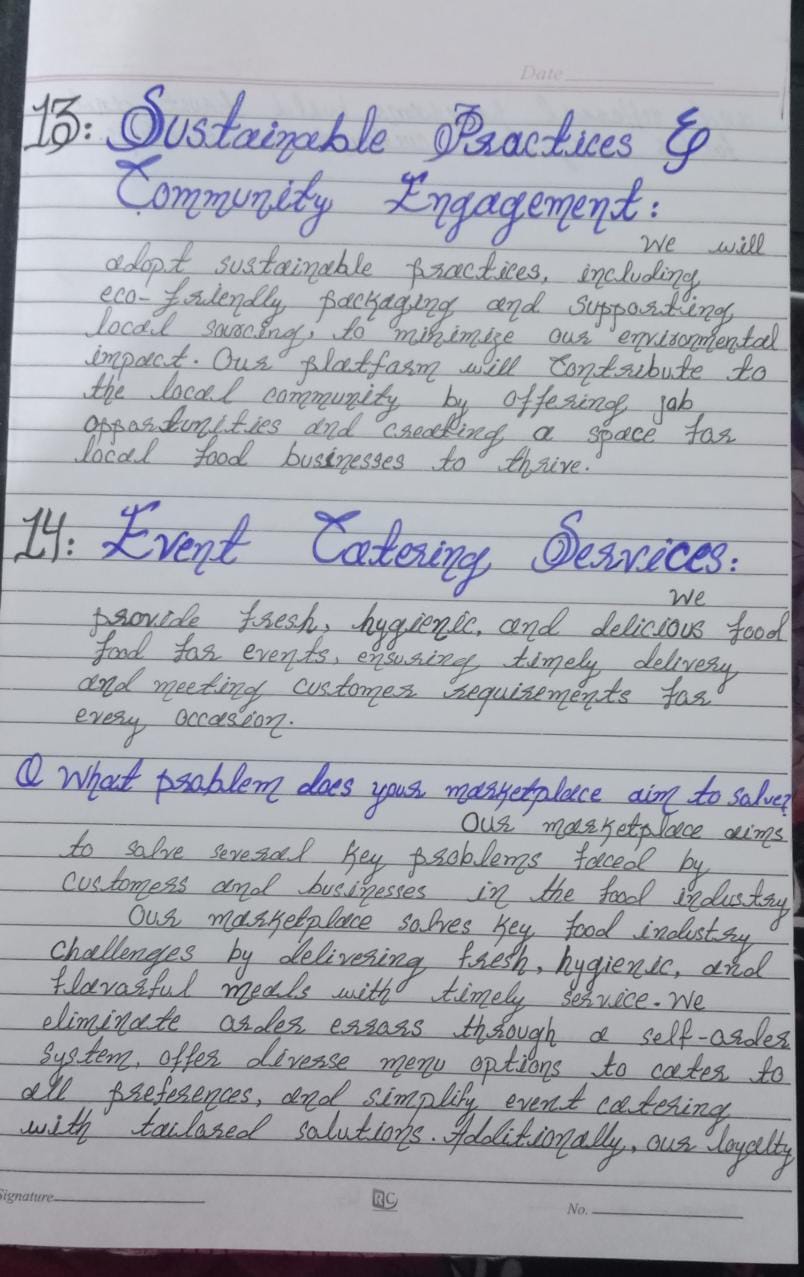 Date
13: Sustainable Practices &
Community Engagement:
We will
adopt sustainable practices, including
eco-friendly packaging and supporting
local sourcing, to minimize our environmental
impact. Our platform will contribute to
the local community by offering job
opportunities and creating a space for
local food businesses to thrive.
14: Event Catering Services:
We
provide fresh, hygienic, and delicious food
food for events, ensuring timely delivery
and meeting customer requirements for
every occasion.
Q What problem does your marketplace aim to solve?
Our marketplace aims
to solve several key problems faced by
customers and businesses in the food industry
Our marketplace solves key food industry
challenges by delivering fresh, hygienic, and
flavorful meals with timely service. We
eliminate order errors through a self-order
system, offer diverse menu options to cater to
all preferences, and simplify event catering
with tailored solutions. Additionally, our loyalty
Signature
RC
No.